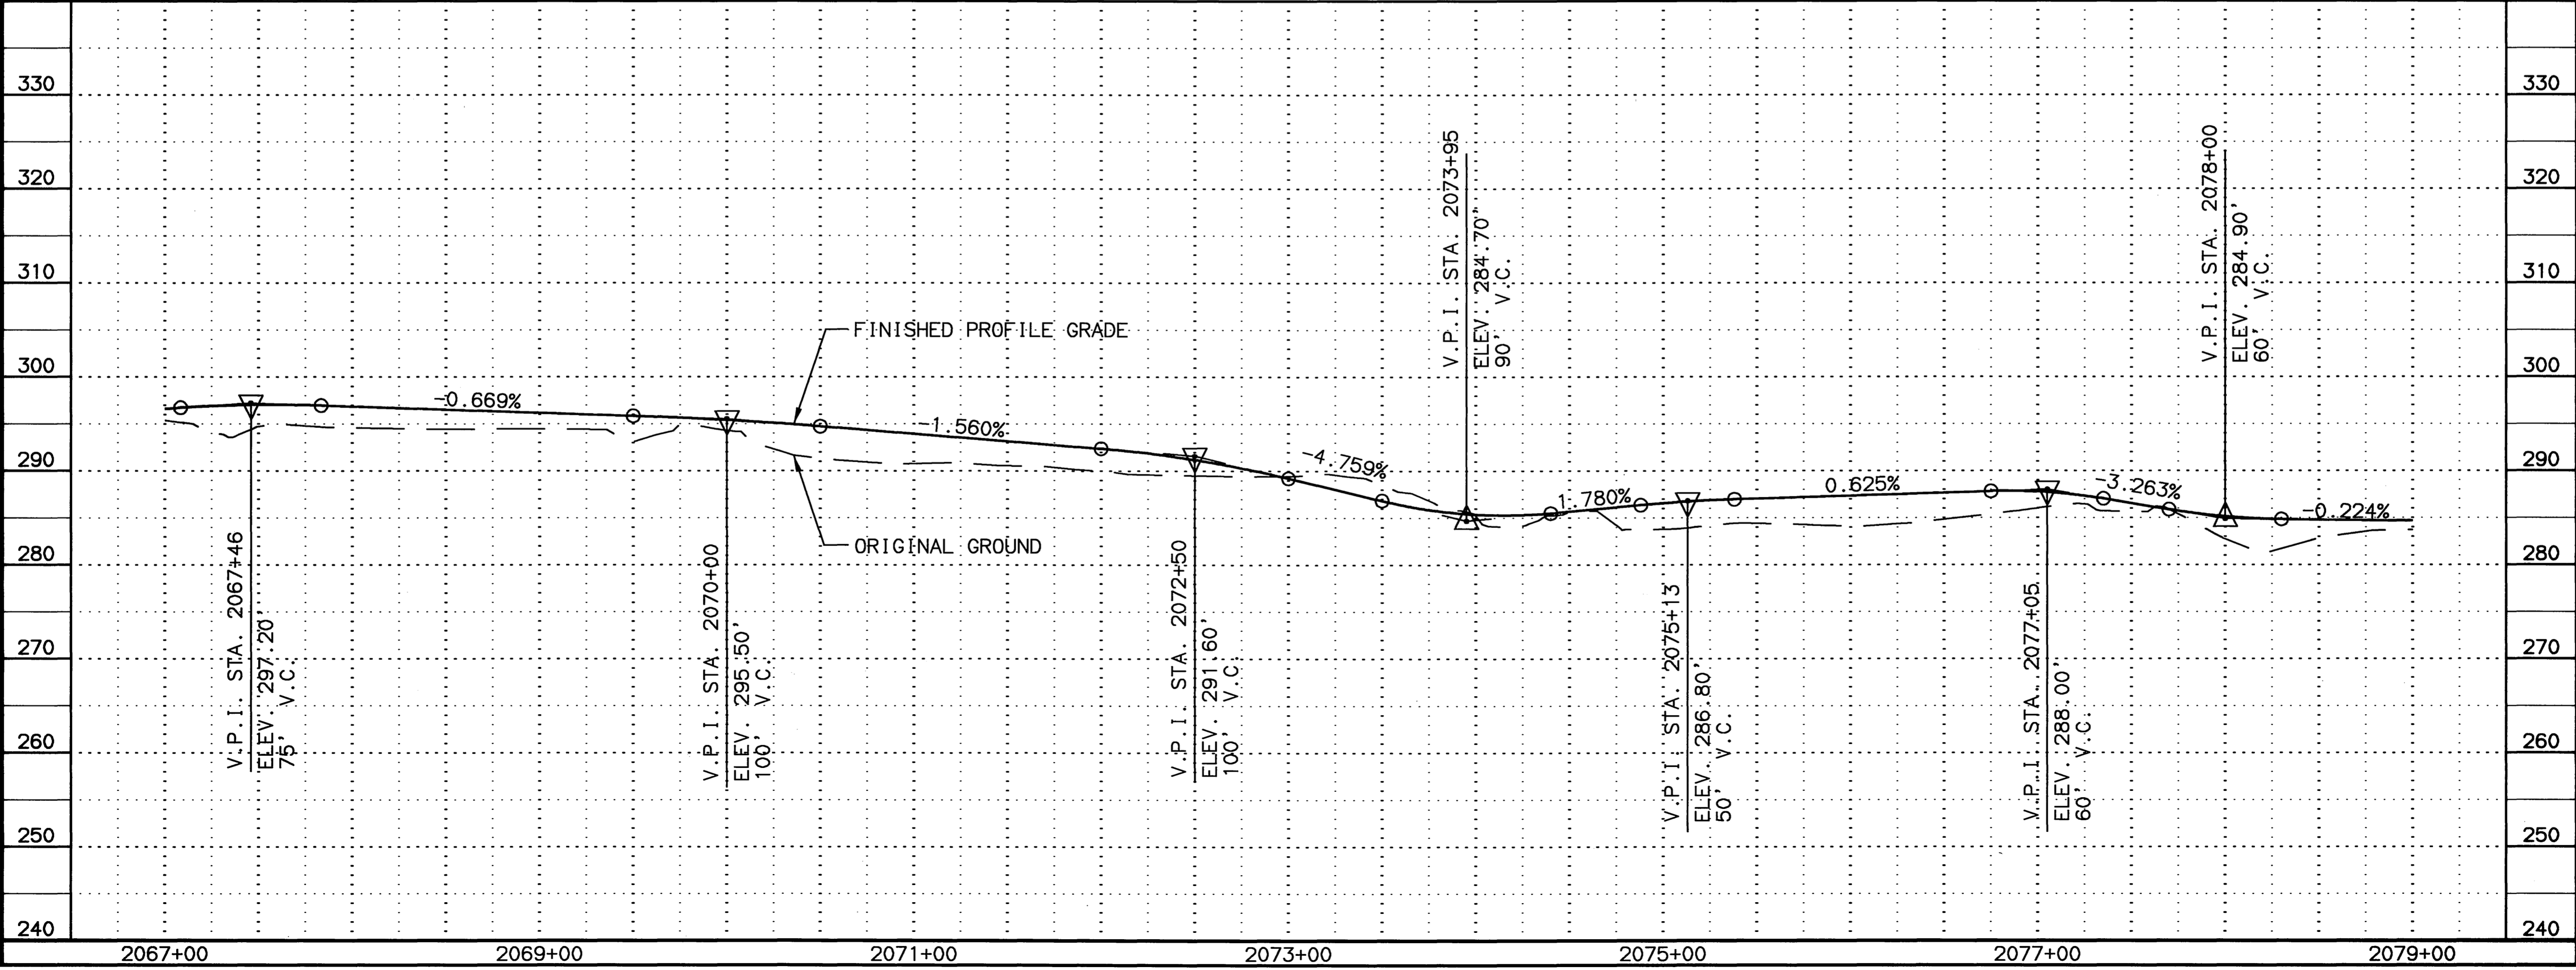 330
330
320
320
310
310
300
300
290
290
280
280
270
270
260
260
250
250
240
240
FINISHED PROFILE GRADE
ORIGINAL GROUND
-0.669%
-1.560%
-4.759%
1.780%
0.625%
-3.263%
-0.224%
V.P.I. STA. 2067+46
ELEV. 297.20'
75' V.C.
V.P.I. STA. 2070+00
ELEV. 295.50'
100' V.C.
V.P.I. STA. 2072+50
ELEV. 291.60'
100' V.C.
V.P.I. STA. 2073+95
ELEV. 284.70'
90' V.C.
V.P.I. STA. 2075+13
ELEV. 286.80'
50' V.C.
V.P.I. STA. 2077+05
ELEV. 288.00'
60' V.C.
V.P.I. STA. 2078+00
ELEV. 284.90'
60' V.C.
2067+00
2069+00
2071+00
2073+00
2075+00
2077+00
2079+00